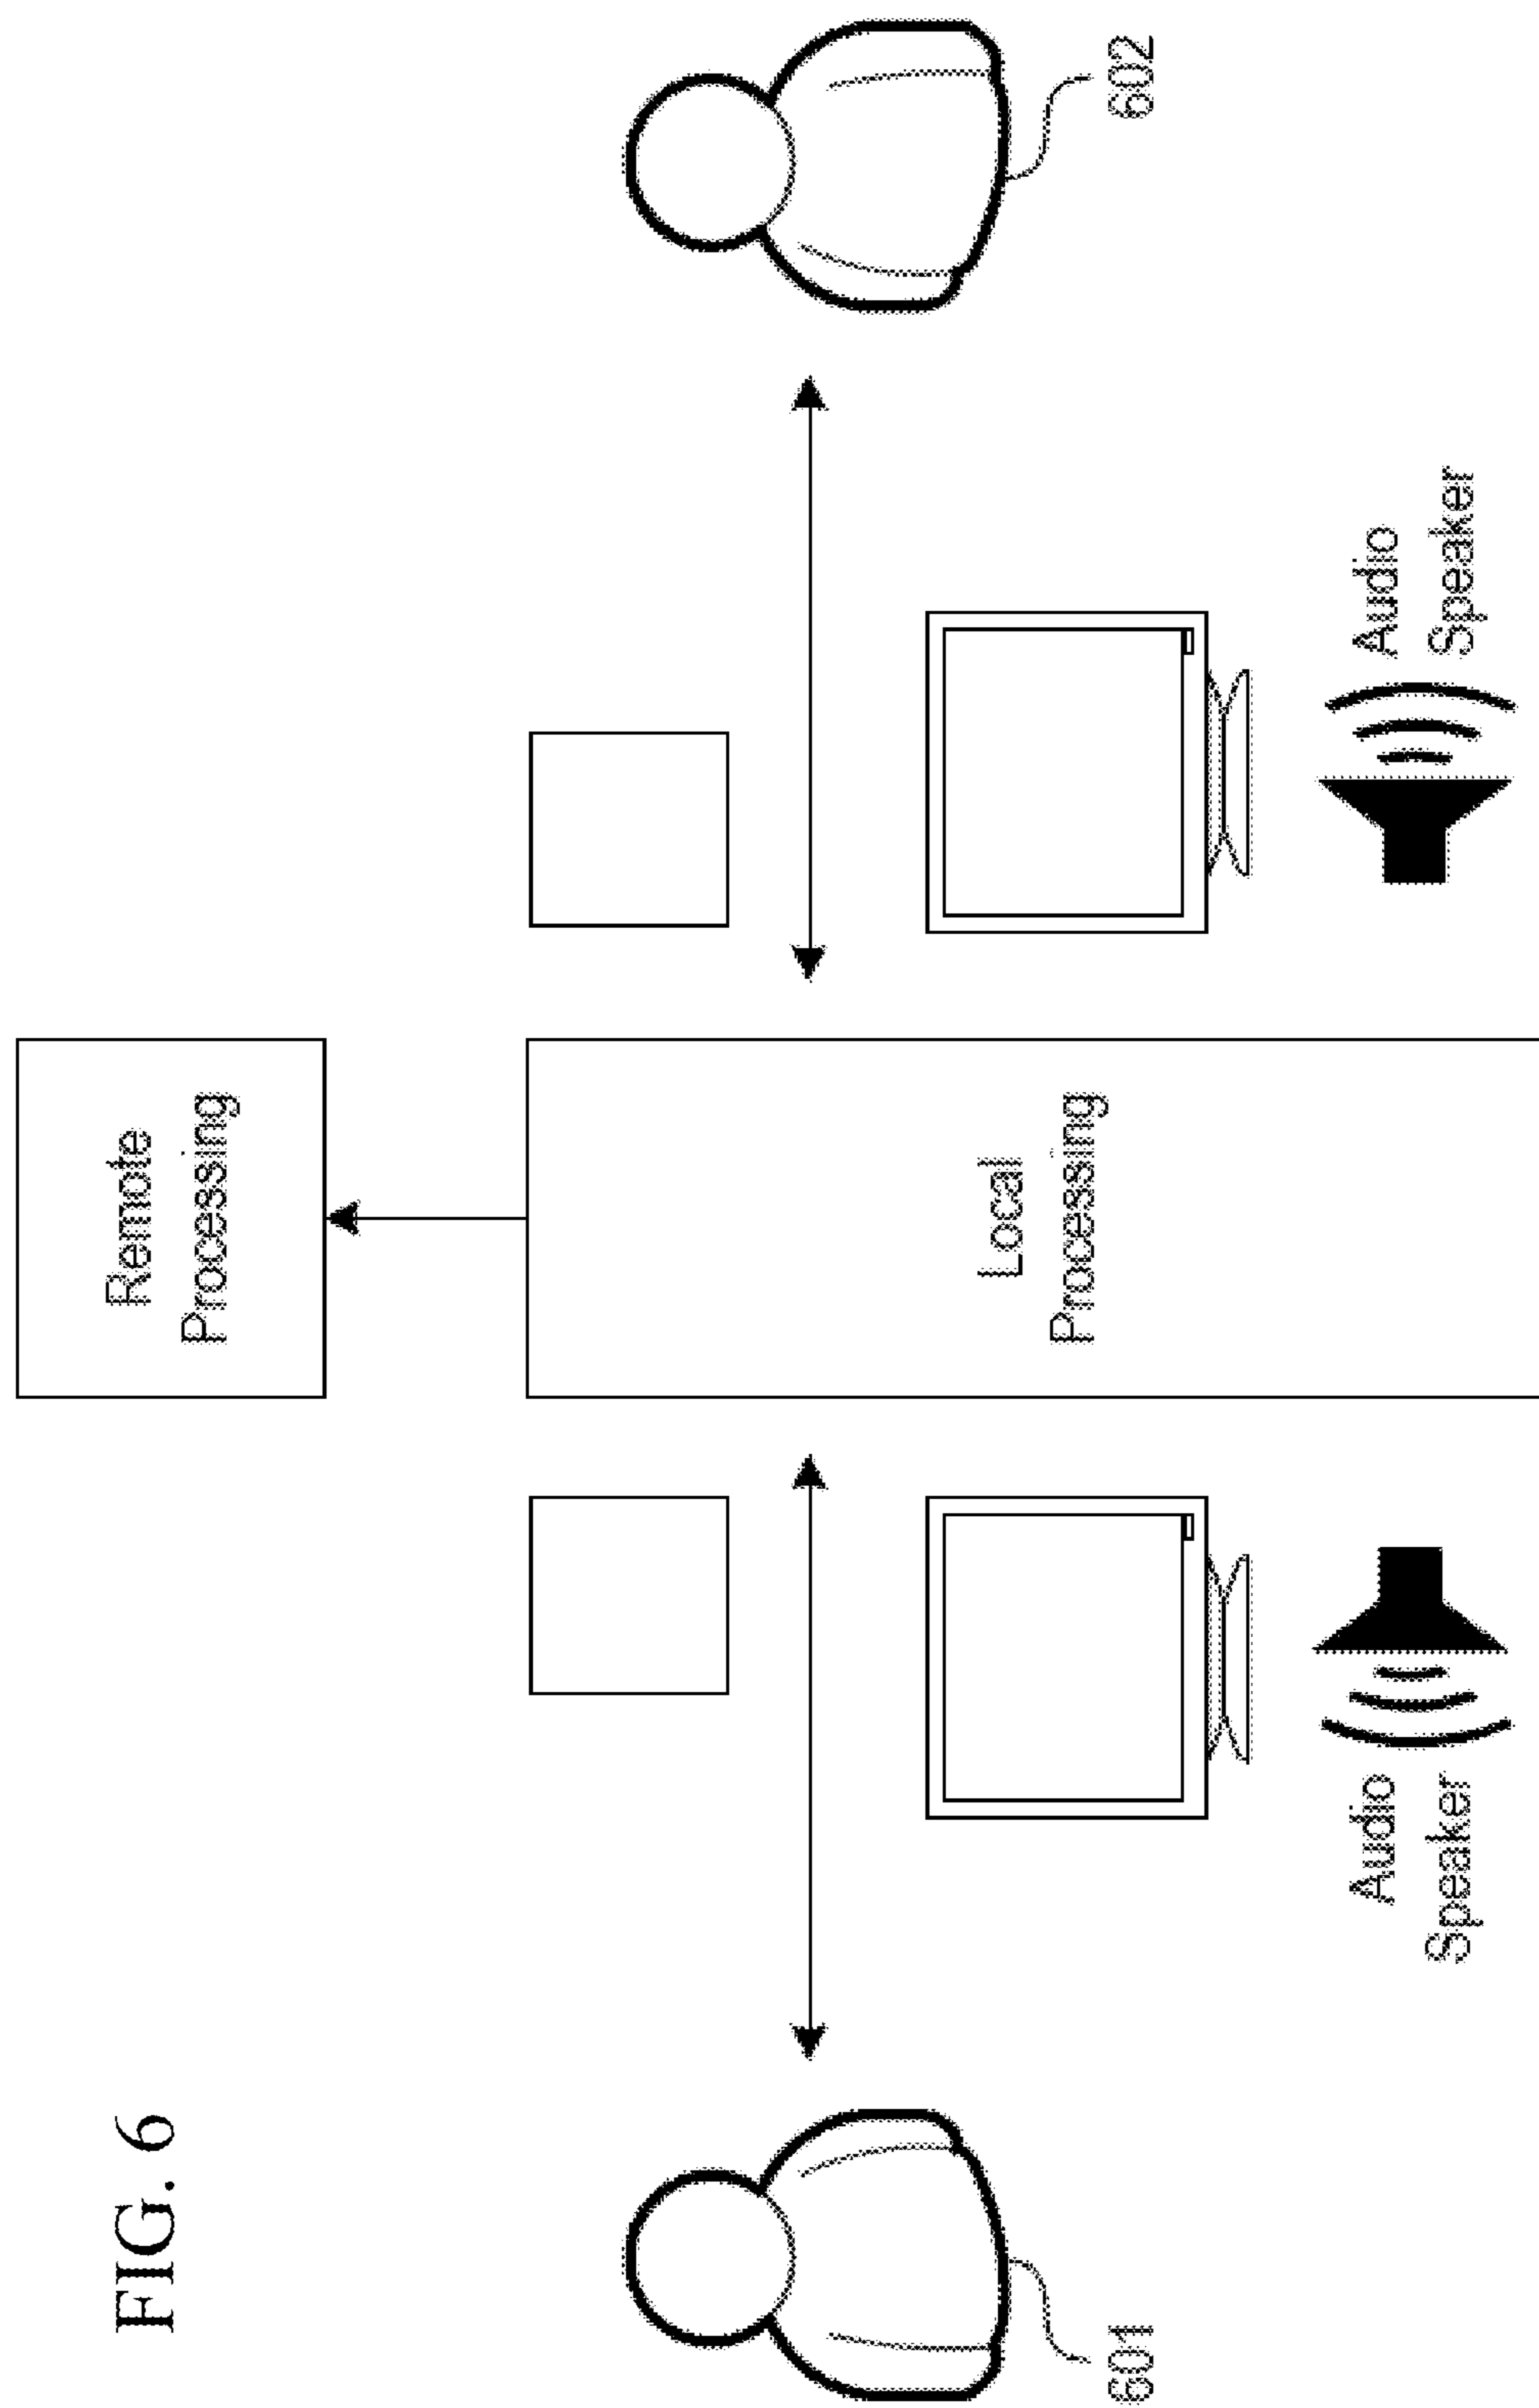 FIG. 6
Remote
Processing
Local
Processing
601
602
Audio
Speaker
Audio
Speaker